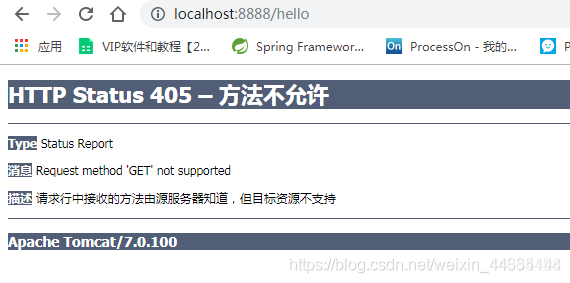 localhost:8888/hello
应用 VIP软件和教程【2... Spring Framewor... ProcessOn - 我的... On P
HTTP Status 405 – 方法不允许
Type Status Report
消息 Request method 'GET' not supported
描述 请求行中接收的方法由源服务器知道，但目标资源不支持
Apache Tomcat/7.0.100
https://blog.csdn.net/weixin_